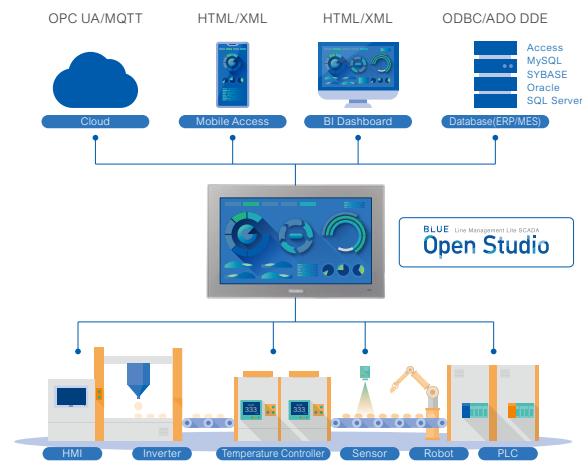 OPC UA/MQTT
HTML/XML
HTML/XML
ODBC/ADO DDE
Access
MySQL
SYBASE
Oracle
SQL Server
Cloud
Mobile Access
BI Dashboard
Database(ERP/MES)
BLUE Line Management Lite SCADA
Open Studio
333
333
HMI
Inverter
Temperature Controller
Sensor
Robot
PLC